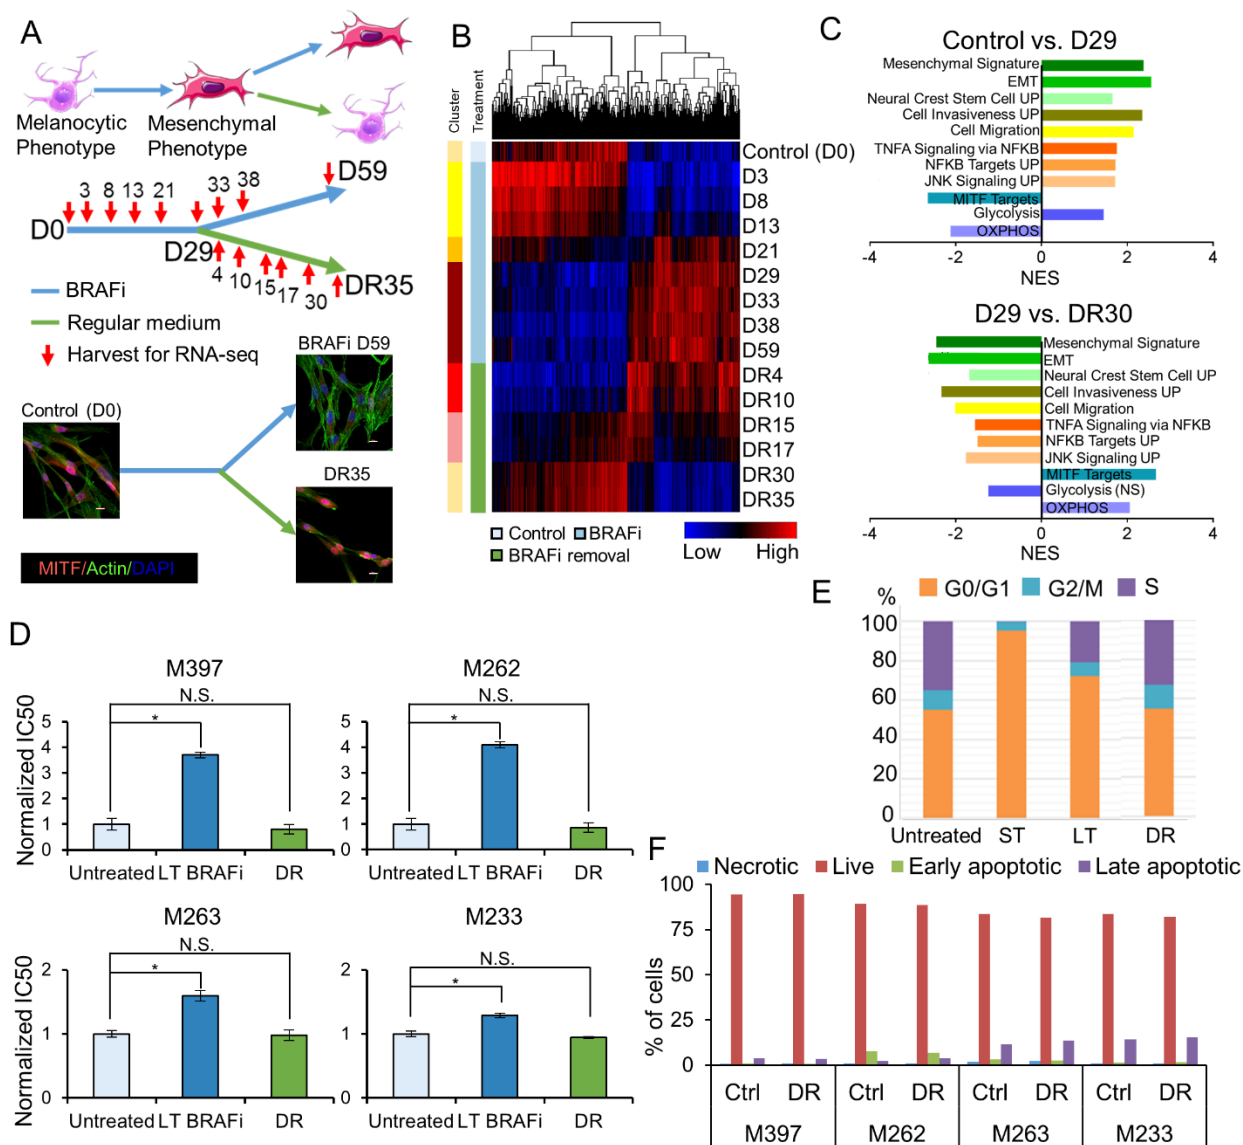 A
Melanocytic
Phenotype
Mesenchymal
Phenotype
D0
3
8
13
21
33
38
D59
D29
4
10
15
17
30
DR35
BRAFi
Regular medium
Harvest for RNA-seq
BRAFi D59
Control (D0)
DR35
MITF/Actin/DAPI
B
Cluster
Treatment
Control (D0)
D3
D8
D13
D21
D29
D33
D38
D59
DR4
DR10
DR15
DR17
DR30
DR35
Control
BRAFi
BRAFi removal
Low
High
C
Control vs. D29
Mesenchymal Signature
EMT
Neural Crest Stem Cell UP
Cell Invasiveness UP
Cell Migration
TNFA Signaling via NFKB
NFKB Targets UP
JNK Signaling UP
MITF Targets
Glycolysis
OXPHOS
-4 -2 0 2 4
NES
D29 vs. DR30
Mesenchymal Signature
EMT
Neural Crest Stem Cell UP
Cell Invasiveness UP
Cell Migration
TNFA Signaling via NFKB
NFKB Targets UP
JNK Signaling UP
MITF Targets
Glycolysis (NS)
OXPHOS
-4 -2 0 2 4
NES
D
M397
N.S.
*
Normalized IC50
5
4
3
2
1
0
Untreated LT BRAFi DR
M262
N.S.
*
5
4
3
2
1
0
Untreated LT BRAFi DR
M263
N.S.
*
Normalized IC50
2
1
0
Untreated LT BRAFi DR
M233
N.S.
*
2
1
0
Untreated LT BRAFi DR
E
G0/G1 G2/M S
%
100
80
60
40
20
0
Untreated ST LT DR
F
Necrotic Live Early apoptotic Late apoptotic
% of cells
100
75
50
25
0
Ctrl DR Ctrl DR Ctrl DR Ctrl DR
M397 M262 M263 M233